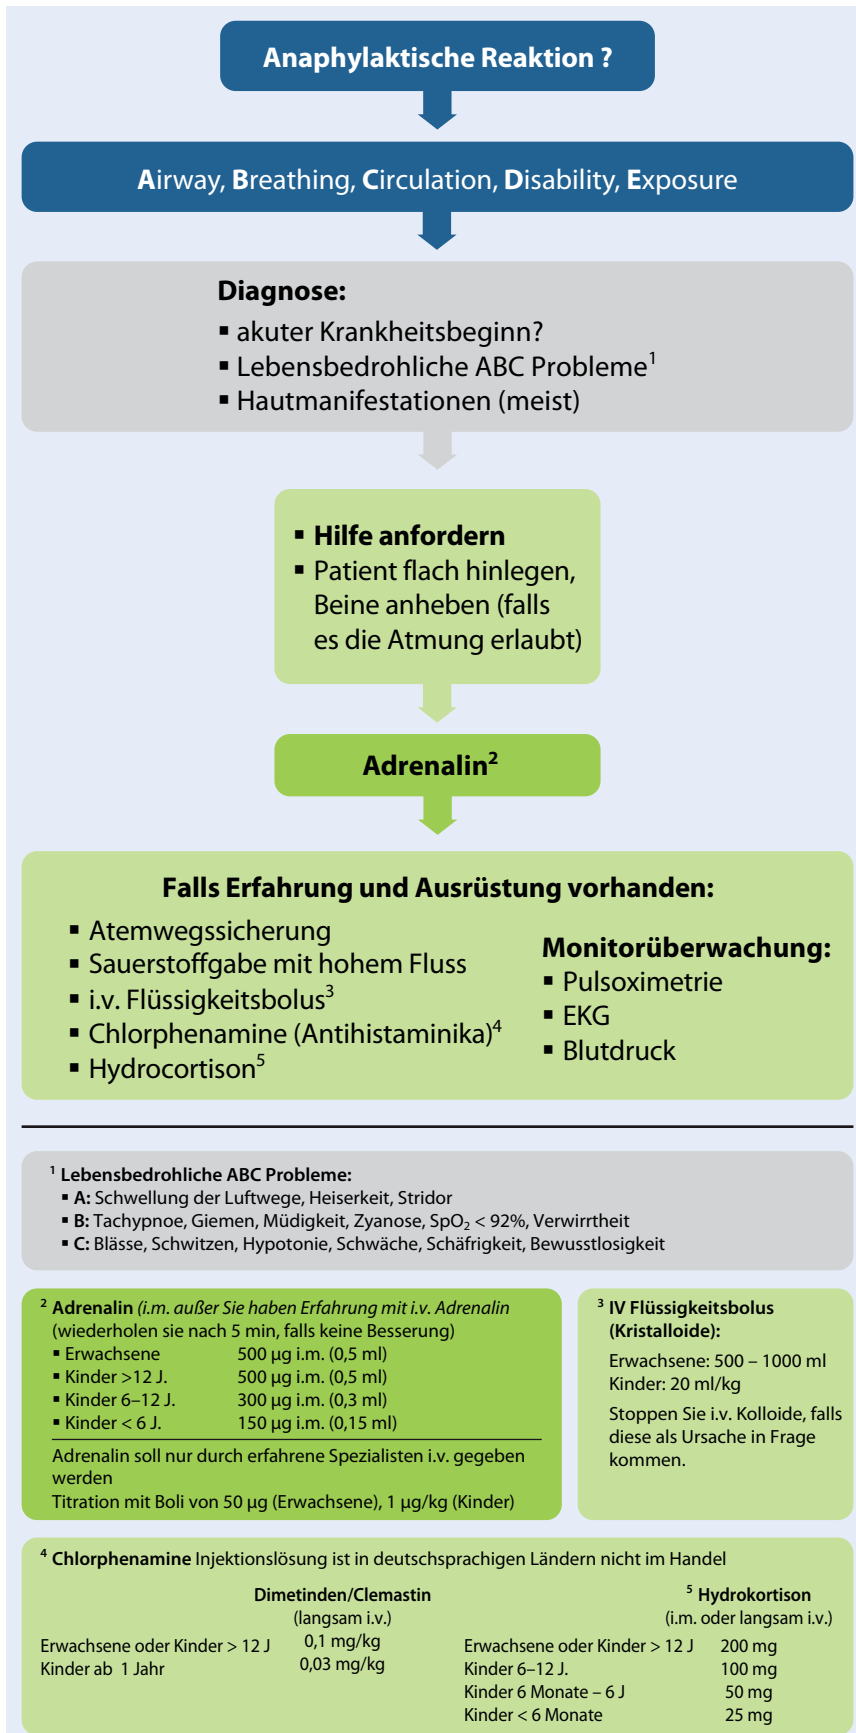 Anaphylaktische Reaktion ?
Airway, Breathing, Circulation, Disability, Exposure
Diagnose:
▪ akuter Krankheitsbeginn?
▪ Lebensbedrohliche ABC Probleme¹
▪ Hautmanifestationen (meist)
▪ Hilfe anfordern
▪ Patient flach hinlegen,
Beine anheben (falls
es die Atmung erlaubt)
Adrenalin²
Falls Erfahrung und Ausrüstung vorhanden:
▪ Atemwegssicherung
▪ Sauerstoffgabe mit hohem Fluss
▪ i.v. Flüssigkeitsbolus³
▪ Chlorphenamine (Antihistaminika)⁴
▪ Hydrocortison⁵
Monitorüberwachung:
▪ Pulsoximetrie
▪ EKG
▪ Blutdruck
¹ Lebensbedrohliche ABC Probleme:
▪ A: Schwellung der Luftwege, Heiserkeit, Stridor
▪ B: Tachypnoe, Giemen, Müdigkeit, Zyanose, SpO₂ < 92%, Verwirrtheit
▪ C: Blässe, Schwitzen, Hypotonie, Schwäche, Schäfrigkeit, Bewusstlosigkeit
² Adrenalin (i.m. außer Sie haben Erfahrung mit i.v. Adrenalin
(wiederholen sie nach 5 min, falls keine Besserung)
▪ Erwachsene 500 µg i.m. (0,5 ml)
▪ Kinder >12 J. 500 µg i.m. (0,5 ml)
▪ Kinder 6–12 J. 300 µg i.m. (0,3 ml)
▪ Kinder < 6 J. 150 µg i.m. (0,15 ml)
Adrenalin soll nur durch erfahrene Spezialisten i.v. gegeben
werden
Titration mit Boli von 50 µg (Erwachsene), 1 µg/kg (Kinder)
³ IV Flüssigkeitsbolus
(Kristalloide):
Erwachsene: 500 – 1000 ml
Kinder: 20 ml/kg
Stoppen Sie i.v. Kolloide, falls
diese als Ursache in Frage
kommen.
⁴ Chlorphenamine Injektionslösung ist in deutschsprachigen Ländern nicht im Handel
Dimetinden/Clemastin
(langsam i.v.)
Erwachsene oder Kinder > 12 J 0,1 mg/kg
Kinder ab 1 Jahr 0,03 mg/kg
⁵ Hydrokortison
(i.m. oder langsam i.v.)
Erwachsene oder Kinder > 12 J 200 mg
Kinder 6–12 J. 100 mg
Kinder 6 Monate – 6 J 50 mg
Kinder < 6 Monate 25 mg